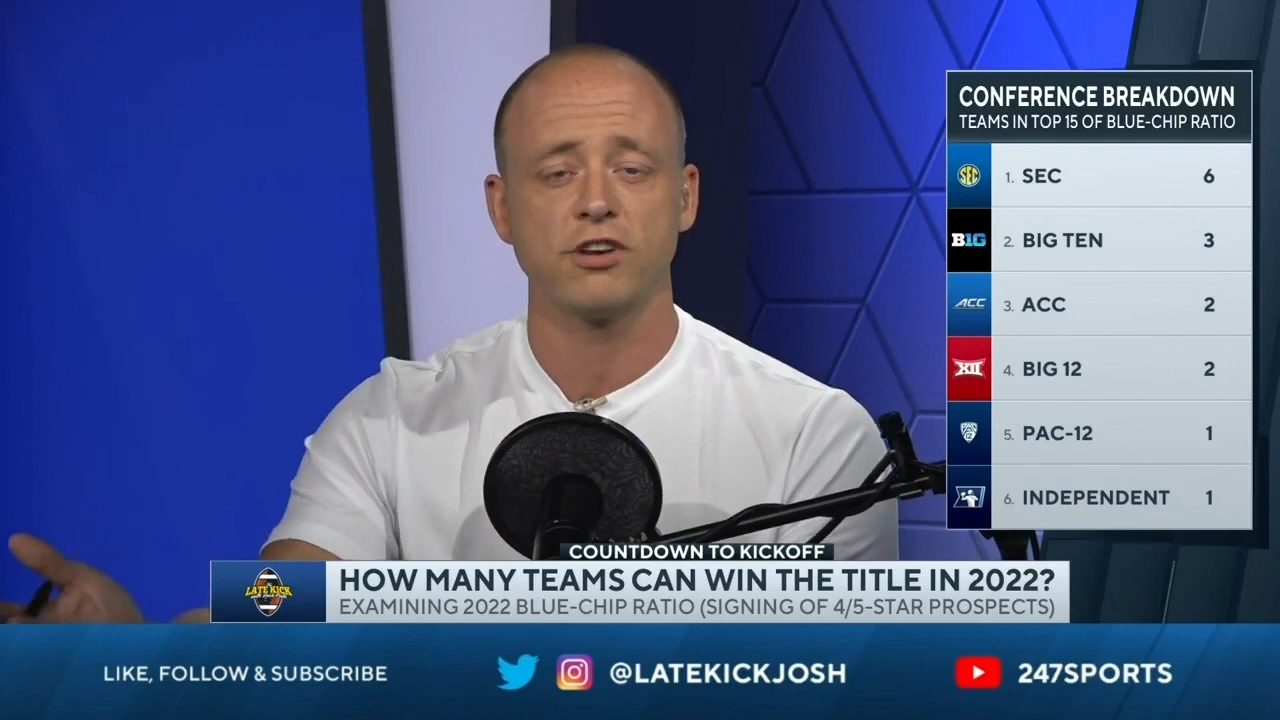 CONFERENCE BREAKDOWN
TEAMS IN TOP 15 OF BLUE-CHIP RATIO
SEC 1. SEC 6
B1G 2. BIG TEN 3
ACC 3. ACC 2
XII 4. BIG 12 2
PAC 12 5. PAC-12 1
6. INDEPENDENT 1
COUNTDOWN TO KICKOFF
LATE KICK
HOW MANY TEAMS CAN WIN THE TITLE IN 2022?
EXAMINING 2022 BLUE-CHIP RATIO (SIGNING OF 4/5-STAR PROSPECTS)
LIKE, FOLLOW & SUBSCRIBE @LATEKICKJOSH 247SPORTS